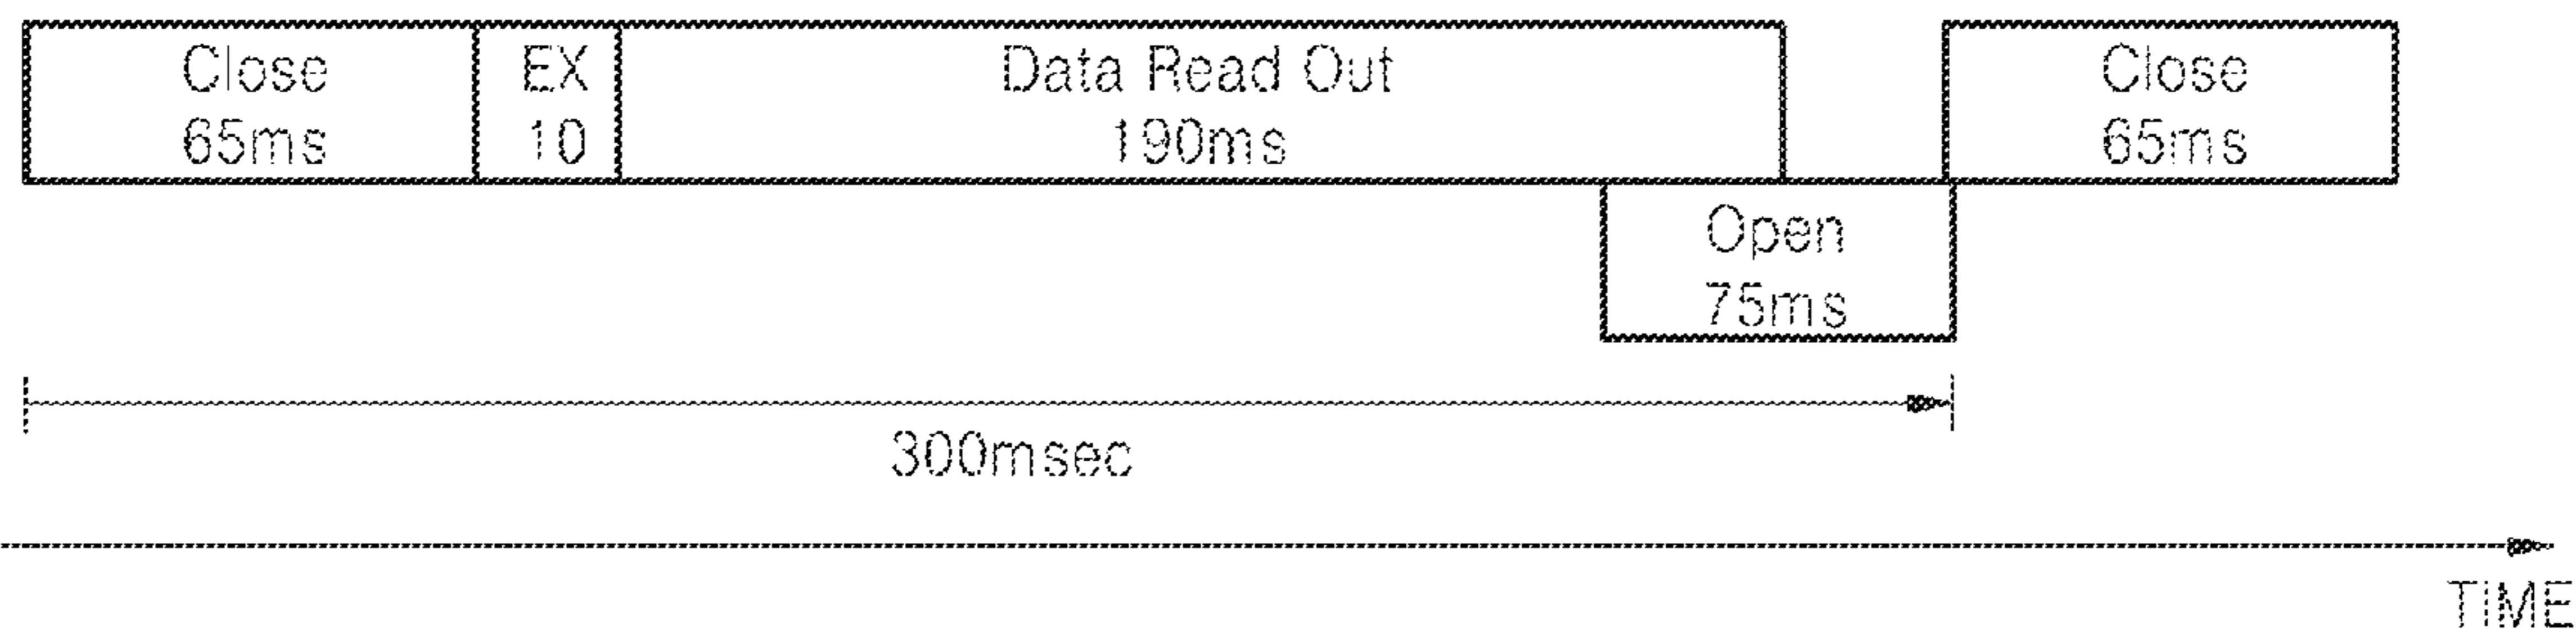 Close
65ms
EX
10
Data Read Out
190ms
Close
65ms
Open
75ms
300msec
TIME